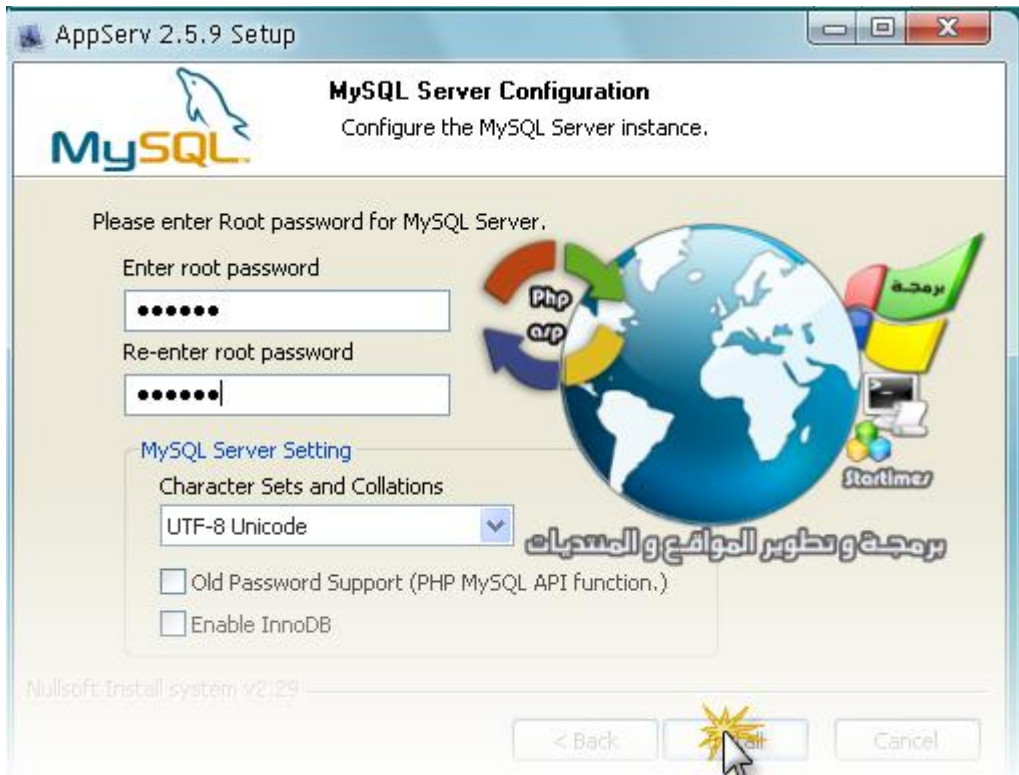 AppServ 2.5.9 Setup
MySQL
MySQL Server Configuration
Configure the MySQL Server instance.
Please enter Root password for MySQL Server.
Enter root password
••••••
Re-enter root password
••••••
Php
asp
برمجة
Startimes
برمجة و تطوير المواقع و المنتديات
MySQL Server Setting
Character Sets and Collations
UTF-8 Unicode
Old Password Support (PHP MySQL API function.)
Enable InnoDB
Nullsoft Install system v2.29
< Back
Install
Cancel